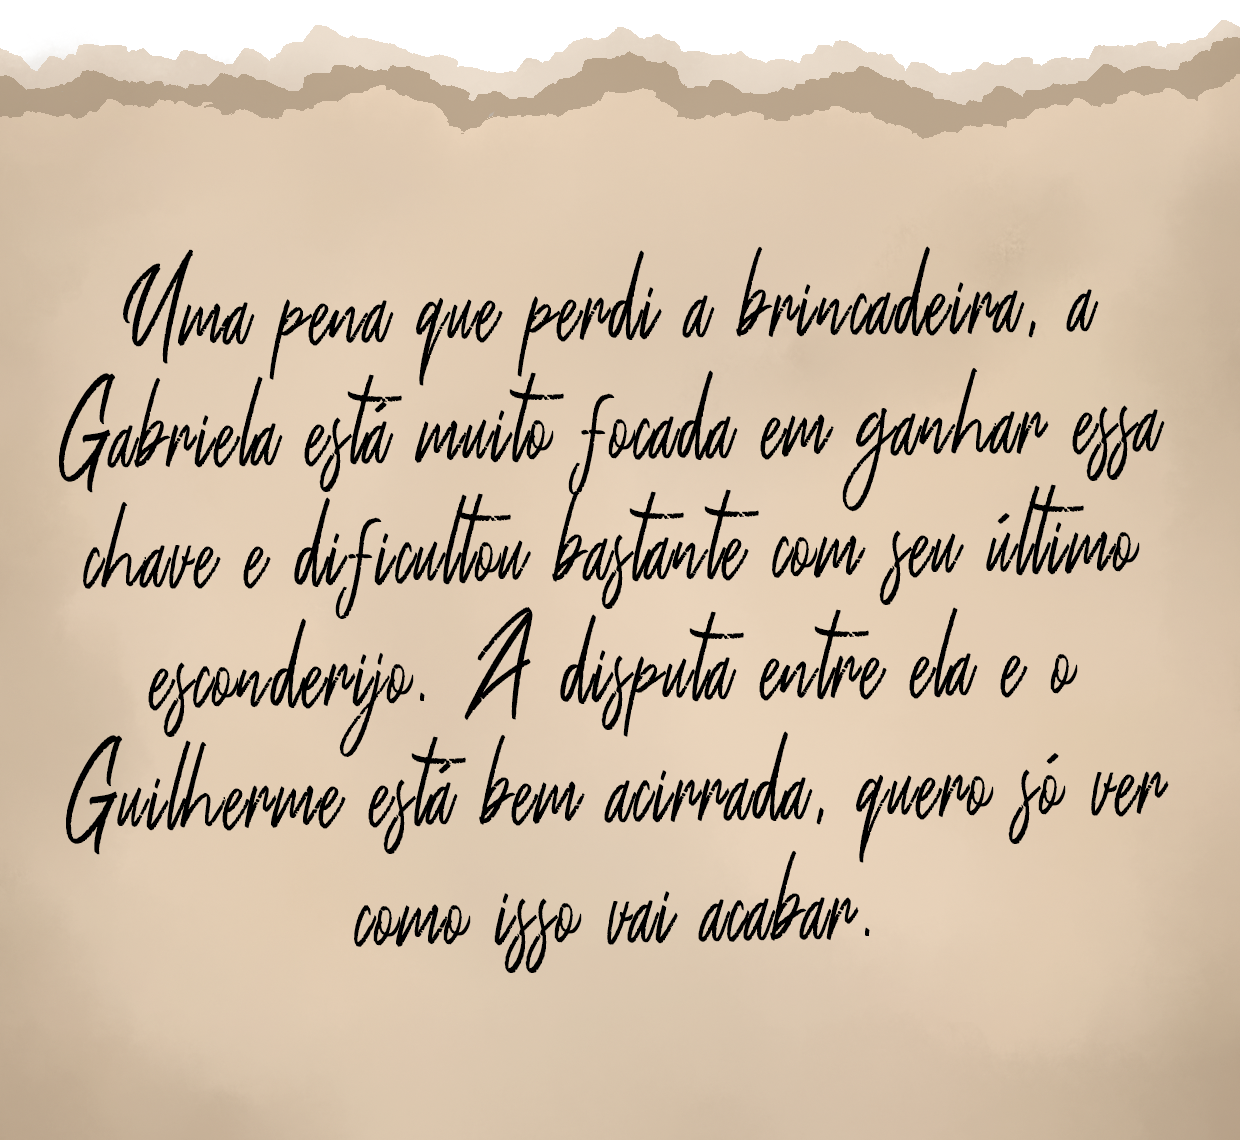 Uma pena que perdi a brincadeira, a
Gabriela está muito focada em ganhar essa
chave e dificultou bastante com seu último
esconderijo. A disputa entre ela e o
Guilherme está bem acirrada, quero só ver
como isso vai acabar.